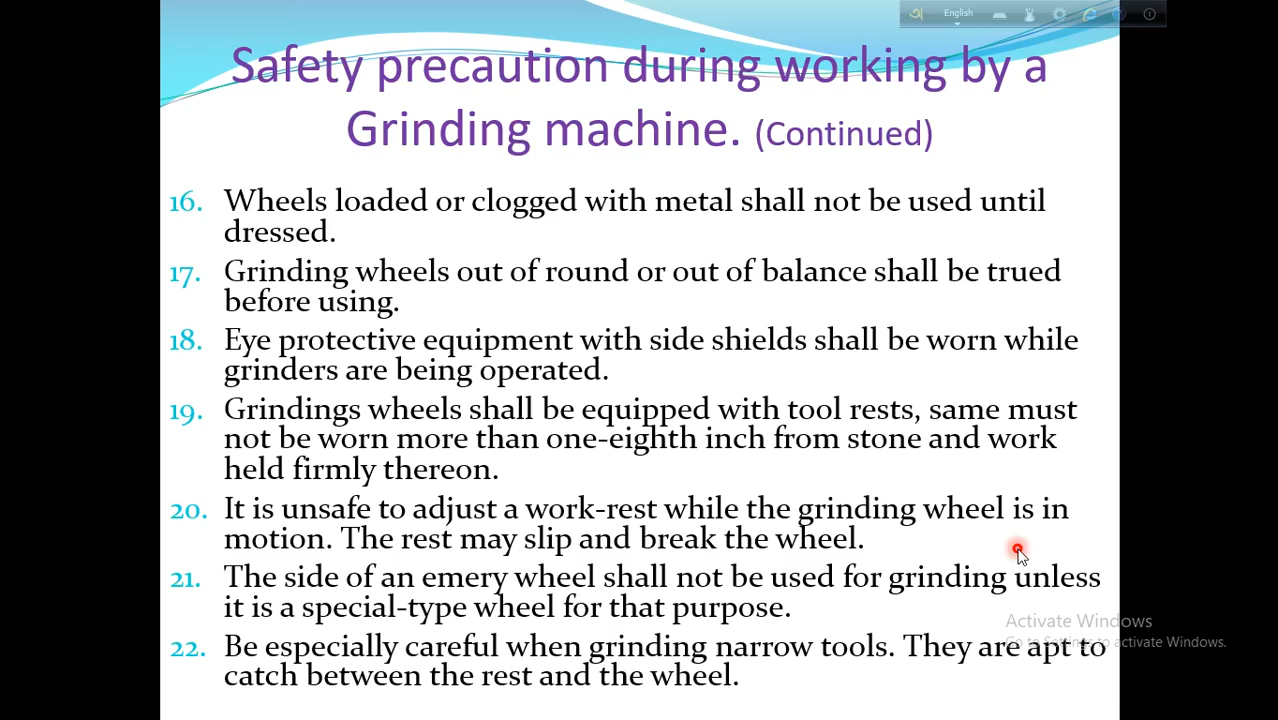 English
Safety precaution during working by a
Grinding machine. (Continued)
16. Wheels loaded or clogged with metal shall not be used until
dressed.
17. Grinding wheels out of round or out of balance shall be trued
before using.
18. Eye protective equipment with side shields shall be worn while
grinders are being operated.
19. Grindings wheels shall be equipped with tool rests, same must
not be worn more than one-eighth inch from stone and work
held firmly thereon.
20. It is unsafe to adjust a work-rest while the grinding wheel is in
motion. The rest may slip and break the wheel.
21. The side of an emery wheel shall not be used for grinding unless
it is a special-type wheel for that purpose.
Activate Windows
Go to Settings to activate Windows.
22. Be especially careful when grinding narrow tools. They are apt to
catch between the rest and the wheel.